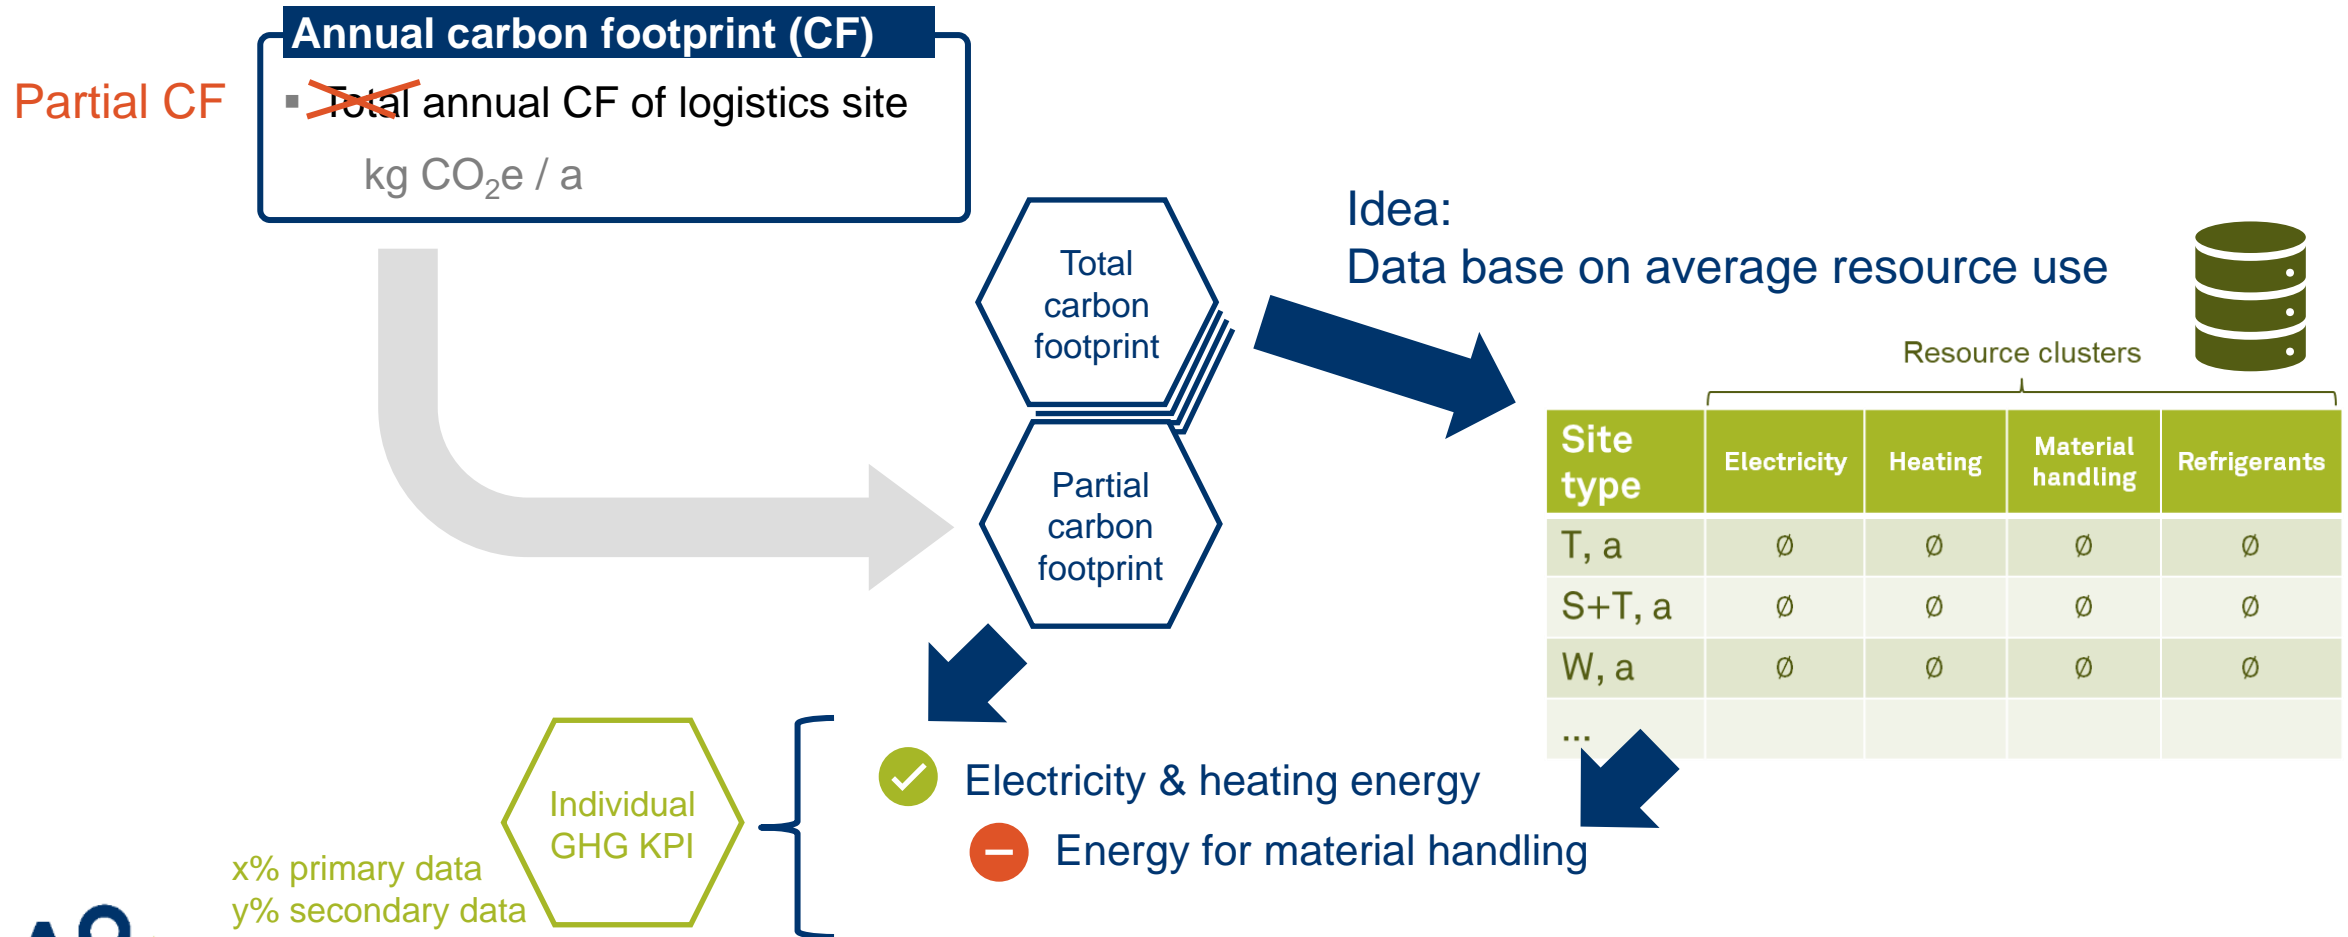 Annual carbon footprint (CF)
Partial CF
▪ Total annual CF of logistics site
kg CO₂e / a
Total
carbon
footprint
Partial
carbon
footprint
Idea:
Data base on average resource use
Resource clusters
Site type Electricity Heating Material handling Refrigerants
T, a Ø Ø Ø Ø
S+T, a Ø Ø Ø Ø
W, a Ø Ø Ø Ø
...
Electricity & heating energy
Energy for material handling
Individual
GHG KPI
x% primary data
y% secondary data